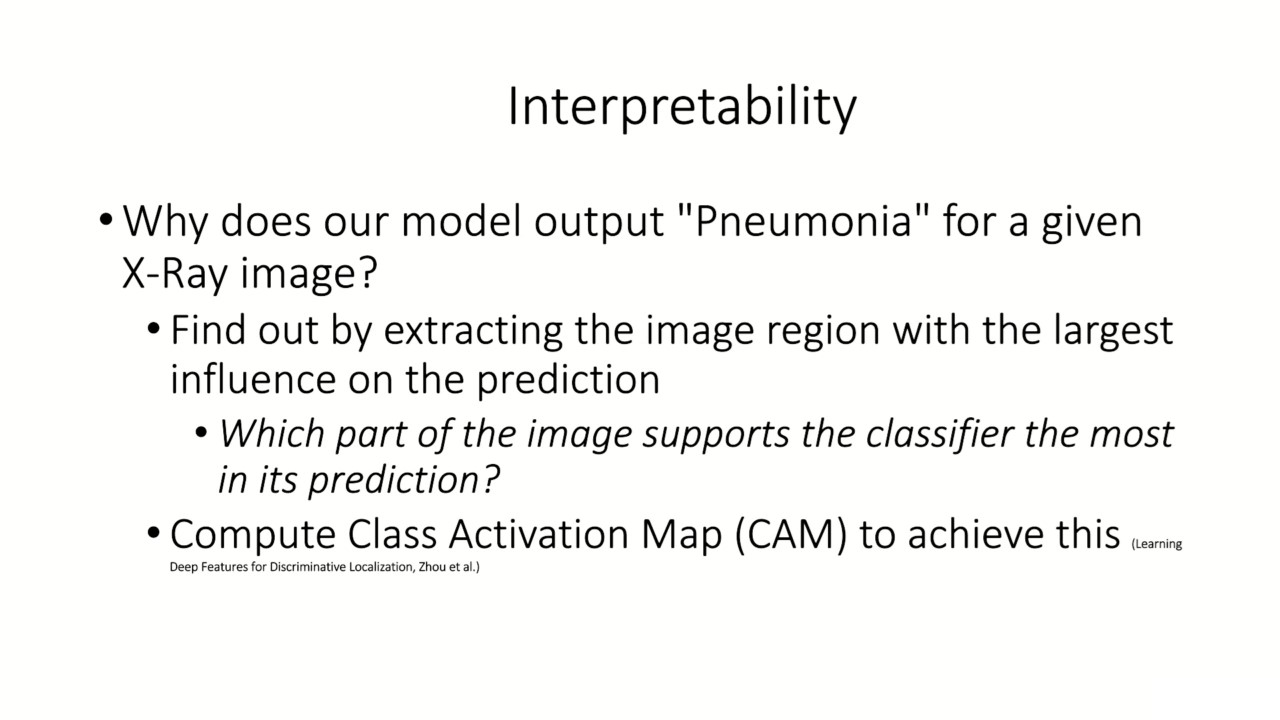 Interpretability
• Why does our model output "Pneumonia" for a given
X-Ray image?
• Find out by extracting the image region with the largest
influence on the prediction
• Which part of the image supports the classifier the most
in its prediction?
• Compute Class Activation Map (CAM) to achieve this (Learning
Deep Features for Discriminative Localization, Zhou et al.)